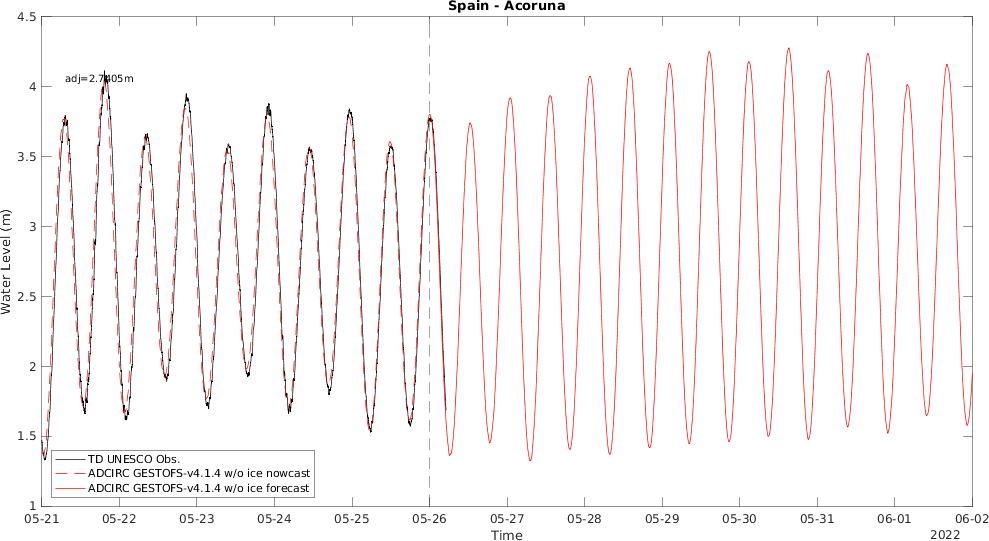 Spain - Acoruna
4.5
adj=2.7405m
4
3.5
3
2.5
2
1.5
1
Water Level (m)
TD UNESCO Obs.
ADCIRC GESTOFS-v4.1.4 w/o ice nowcast
ADCIRC GESTOFS-v4.1.4 w/o ice forecast
05-21 05-22 05-23 05-24 05-25 05-26 05-27 05-28 05-29 05-30 05-31 06-01 06-02
Time
2022